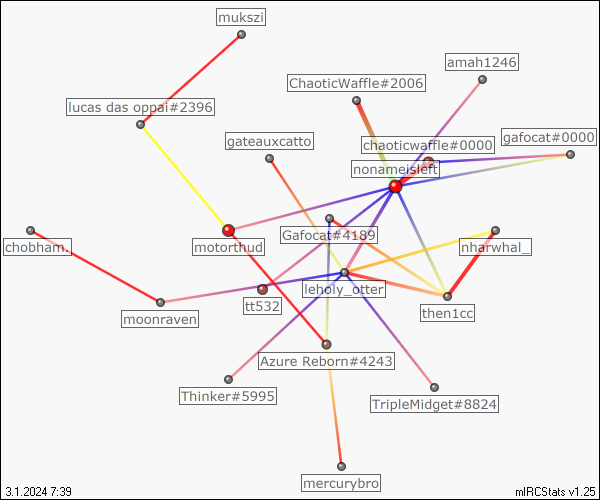 mukszi
amah1246
ChaoticWaffle#2006
lucas das oppai#2396
gateauxcatto
chaoticwaffle#0000
gafocat#0000
nonameisleft
Gafocat#4189
motorthud
chobham.
nharwhal_
leholy_otter
tt532
moonraven
then1cc
Azure Reborn#4243
Thinker#5995
TripleMidget#8824
mercurybro
3.1.2024 7:39
mIRCStats v1.25